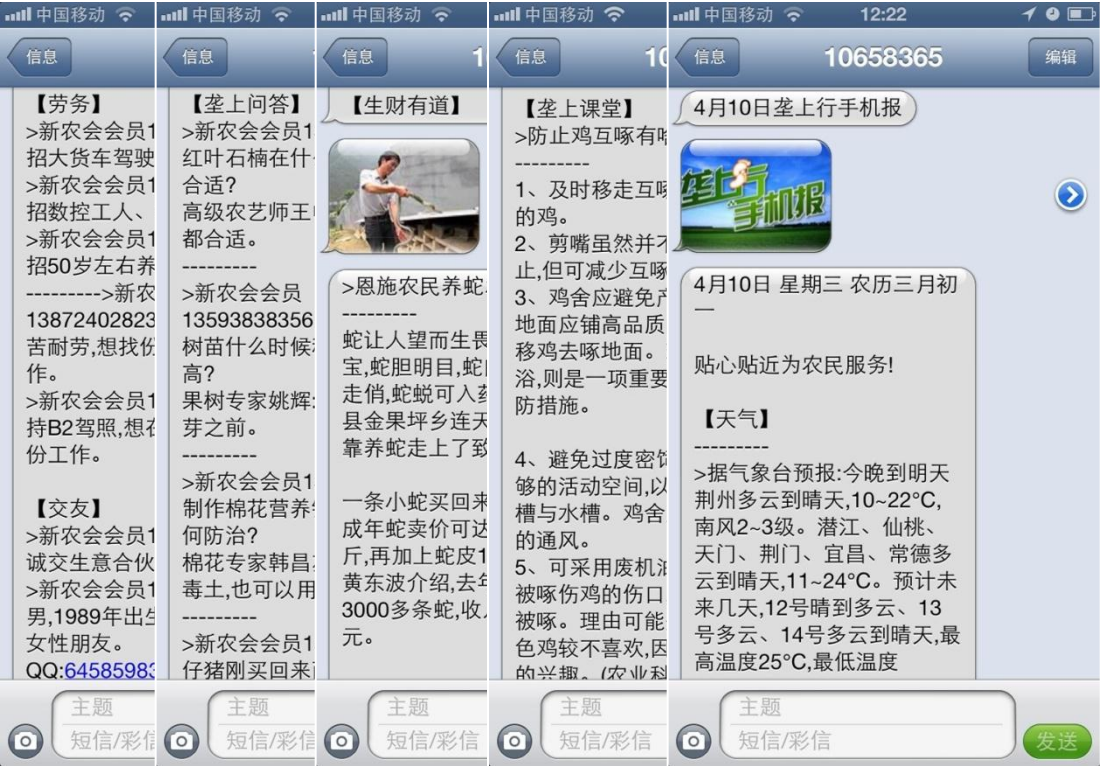 中国移动
信息
【劳务】
>新农会会员1
招大货车驾驶
>新农会会员1
招数控工人、
>新农会会员1
招50岁左右养
--------->新农
13872402823
苦耐劳,想找份
作。
>新农会会员1
持B2驾照,想在
份工作。
【交友】
>新农会会员1
诚交生意合伙
>新农会会员1
男,1989年出生
女性朋友。
QQ:64585983
主题
短信/彩信
中国移动
信息
【垄上问答】
>新农会会员1
红叶石楠在什
合适?
高级农艺师王
都合适。
---------
>新农会会员
13593838356
树苗什么时候
高?
果树专家姚辉:
芽之前。
---------
>新农会会员1
制作棉花营养
何防治?
棉花专家韩昌
毒土,也可以用
---------
>新农会会员1
仔猪刚买回来
主题
短信/彩信
中国移动
信息
1
【生财有道】
>恩施农民养蛇
---------
蛇让人望而生畏
宝,蛇胆明目,蛇
走俏,蛇蜕可入药
县金果坪乡连天
靠养蛇走上了致
一条小蛇买回来
成年蛇卖价可达
斤,再加上蛇皮1
黄东波介绍,去年
3000多条蛇,收
元。
主题
短信/彩信
中国移动
信息
10
【垄上课堂】
>防止鸡互啄有啥
---------
1、及时移走互啄
的鸡。
2、剪嘴虽然并不
止,但可减少互啄
3、鸡舍应避免产
地面应铺高品质
移鸡去啄地面。
浴,则是一项重要
防措施。
4、避免过度密饲
够的活动空间,以
槽与水槽。鸡舍
的通风。
5、可采用废机油
被啄伤鸡的伤口
被啄。理由可能
色鸡较不喜欢,因
的兴趣。(农业科
主题
短信/彩信
中国移动
12:22
信息
10658365
编辑
4月10日垄上行手机报
垄上行
手机报
4月10日 星期三 农历三月初
一
贴心贴近为农民服务!
【天气】
---------
>据气象台预报:今晚到明天
荆州多云到晴天,10~22°C,
南风2~3级。潜江、仙桃、
天门、荆门、宜昌、常德多
云到晴天,11~24°C。预计未
来几天,12号晴到多云、13
号多云、14号多云到晴天,最
高温度25°C,最低温度
主题
短信/彩信
发送